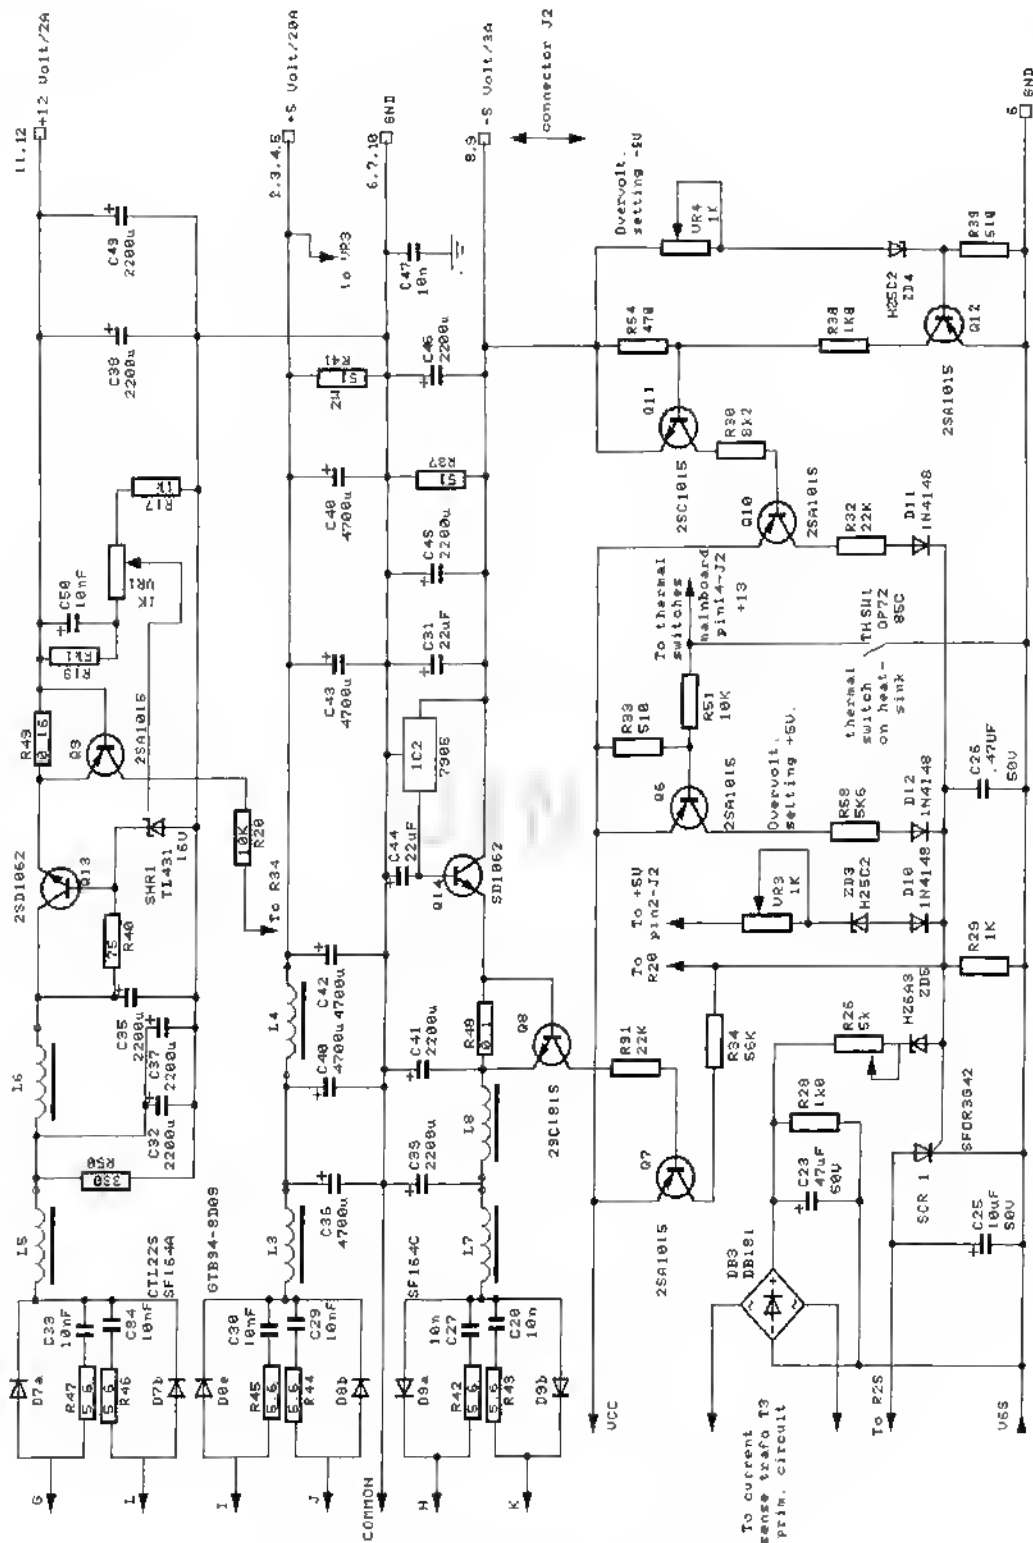 11.12
+12 Volt/2A
2.3.4.5
+5 Volt/20A
6.7.10
GND
8.9
-5 Volt/3A
connector J2
5
GND
C49
2200u
C38
2200u
R17
1k
VR1
1K
C50
10nF
R49
0.15
Q9
2SA1015
10K
R20
To R34
2SD1062
Q13
SHR1
TL431
16V
75
R40
C35
2200u
C37
2200u
C32
2200u
L6
330
R50
L5
CTL22S
SF164A
C33
10nF
C84
10nF
D7a
R47
5.6
5.6
R46
D7b
G
L
to VR3
C47
10n
R41
51
2W
C46
2200u
C40
4700u
51
C45
2200u
C43
4700u
C31
22uF
IC2
7905
C44
22uF
Q14
SD1062
L4
C42
4700u
C40
4700u
C41
2200u
R48
0.1
Q8
L8
C39
2200u
GTB94-8D09
L3
C36
4700u
SF164C
L7
C30
10nF
C29
10nF
R45
5.6
5.6
R44
D8b
I
J
COMMON
10n
C27
C28
10n
D9a
R42
5.6
5.6
R43
D9b
H
K
Overvolt.
setting -5V
VR4
1K
R54
470
HZ5C2
ZD4
R39
510
R38
1K0
Q12
2SA1015
Q11
2SC1015
R30
8k2
Q10
2SA1015
R32
22K
D11
1N4148
To thermal
switches
mainboard
pin14-J2
+13
R33
510
R51
10K
THSW1
OP72
85C
thermal
switch
on heat-
sink
Q6
2SA1015
Overvolt.
setting +5V.
R58
5K6
D12
1N4148
C26
.47UF
50V
To +5V
pin2-J2
VR3
1K
ZD3
HZ5C2
D10
1N4148
To
R20
R29
1K
R91
22K
R34
56K
R26
5k
HZ6A3
ZD5
Q7
2SA1015
R28
1k0
SFOR3G42
SCR 1
C23
47uF
50V
C25
10uF
50V
DB3
DB181
VCC
To current
sense trafo T3
prim. circuit
To R25